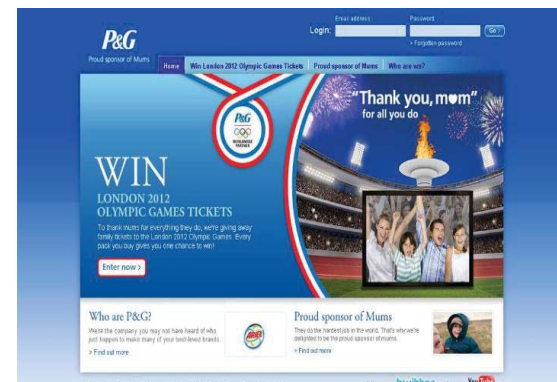 Email address:
Password:
Login:
Go >
> Forgotten password
P&G
Proud sponsor of Mums
Home
Win London 2012 Olympic Games Tickets
Proud sponsor of Mums
Who are we?
"Thank you, m♥m"
for all you do
P&G
WORLDWIDE
PARTNER
WIN
LONDON 2012
OLYMPIC GAMES TICKETS
To thank mums for everything they do, we're giving away
family tickets to the London 2012 Olympic Games. Every
pack you buy gives you one chance to win!
Enter now >
Who are P&G?
We're the company you may not have heard of who
just happen to make many of your best-loved brands.
> Find out more
ARIEL
Proud sponsor of Mums
They do the hardest job in the world. That's why we're
delighted to be the proud sponsor of mums.
> Find out more
twitter
YouTube